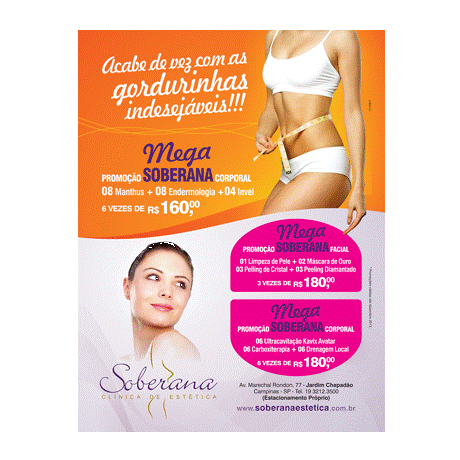 Acabe de vez com as
gordurinhas
indesejáveis!!!
Mega
PROMOÇÃO SOBERANA CORPORAL
08 Manthus + 08 Endermologia + 04 Invel
6 VEZES DE R$ 160,00
Mega
PROMOÇÃO SOBERANA FACIAL
01 Limpeza de Pele + 02 Máscara de Ouro
03 Pelling de Cristal + 03 Peeling Diamantado
3 VEZES DE R$ 180,00
Mega
PROMOÇÃO SOBERANA CORPORAL
06 Ultracavitação Kavix Avatar
06 Carboxiterapia + 06 Drenagem Local
6 VEZES DE R$ 180,00
Soberana
CLÍNICA DE ESTÉTICA
Av. Marechal Rondon, 77 - Jardim Chapadão
Campinas - SP - Tel. 19 3212.3500
(Estacionamento Próprio)
www.soberanaestetica.com.br